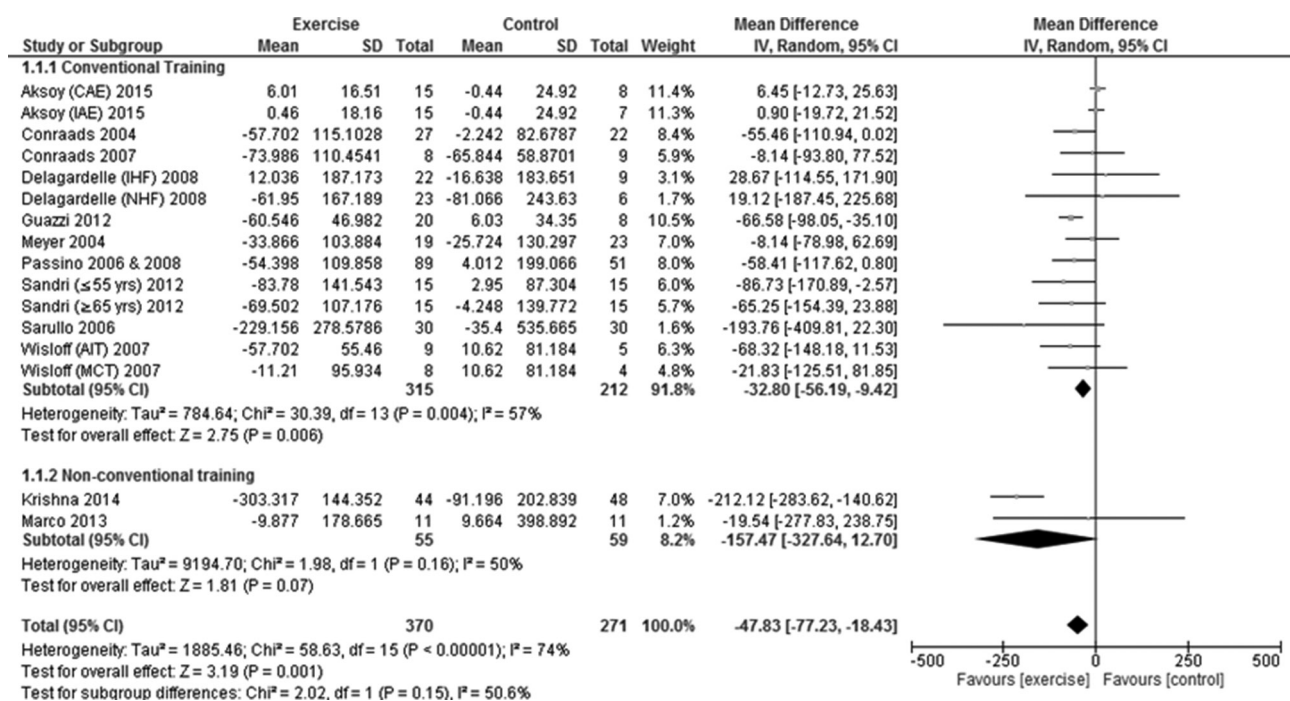 Exercise Control Mean Difference Mean Difference
Study or Subgroup Mean SD Total Mean SD Total Weight IV, Random, 95% CI IV, Random, 95% CI
1.1.1 Conventional Training
Aksoy (CAE) 2015 6.01 16.51 15 -0.44 24.92 8 11.4% 6.45 [-12.73, 25.63]
Aksoy (IAE) 2015 0.46 18.16 15 -0.44 24.92 7 11.3% 0.90 [-19.72, 21.52]
Conraads 2004 -57.702 115.1028 27 -2.242 82.6787 22 8.4% -55.46 [-110.94, 0.02]
Conraads 2007 -73.986 110.4541 8 -65.844 58.8701 9 5.9% -8.14 [-93.80, 77.52]
Delagardelle (IHF) 2008 12.036 187.173 22 -16.638 183.651 9 3.1% 28.67 [-114.55, 171.90]
Delagardelle (NHF) 2008 -61.95 167.189 23 -81.066 243.63 6 1.7% 19.12 [-187.45, 225.68]
Guazzi 2012 -60.546 46.982 20 6.03 34.35 8 10.5% -66.58 [-98.05, -35.10]
Meyer 2004 -33.866 103.884 19 -25.724 130.297 23 7.0% -8.14 [-78.98, 62.69]
Passino 2006 & 2008 -54.398 109.858 89 4.012 199.066 51 8.0% -58.41 [-117.62, 0.80]
Sandri (≤55 yrs) 2012 -83.78 141.543 15 2.95 87.304 15 6.0% -86.73 [-170.89, -2.57]
Sandri (≥65 yrs) 2012 -69.502 107.176 15 -4.248 139.772 15 5.7% -65.25 [-154.39, 23.88]
Sarullo 2006 -229.156 278.5786 30 -35.4 535.665 30 1.6% -193.76 [-409.81, 22.30]
Wisloff (AIT) 2007 -57.702 55.46 9 10.62 81.184 5 6.3% -68.32 [-148.18, 11.53]
Wisloff (MCT) 2007 -11.21 95.934 8 10.62 81.184 4 4.8% -21.83 [-125.51, 81.85]
Subtotal (95% CI) 315 212 91.8% -32.80 [-56.19, -9.42]
Heterogeneity: Tau² = 784.64; Chi² = 30.39, df = 13 (P = 0.004); I² = 57%
Test for overall effect: Z = 2.75 (P = 0.006)
1.1.2 Non-conventional training
Krishna 2014 -303.317 144.352 44 -91.196 202.839 48 7.0% -212.12 [-283.62, -140.62]
Marco 2013 -9.877 178.665 11 9.664 398.892 11 1.2% -19.54 [-277.83, 238.75]
Subtotal (95% CI) 55 59 8.2% -157.47 [-327.64, 12.70]
Heterogeneity: Tau² = 9194.70; Chi² = 1.98, df = 1 (P = 0.16); I² = 50%
Test for overall effect: Z = 1.81 (P = 0.07)
Total (95% CI) 370 271 100.0% -47.83 [-77.23, -18.43]
Heterogeneity: Tau² = 1885.46; Chi² = 58.63, df = 15 (P < 0.00001); I² = 74%
Test for overall effect: Z = 3.19 (P = 0.001)
Test for subgroup differences: Chi² = 2.02, df = 1 (P = 0.15), I² = 50.6%
-500 -250 0 250 500
Favours [exercise] Favours [control]